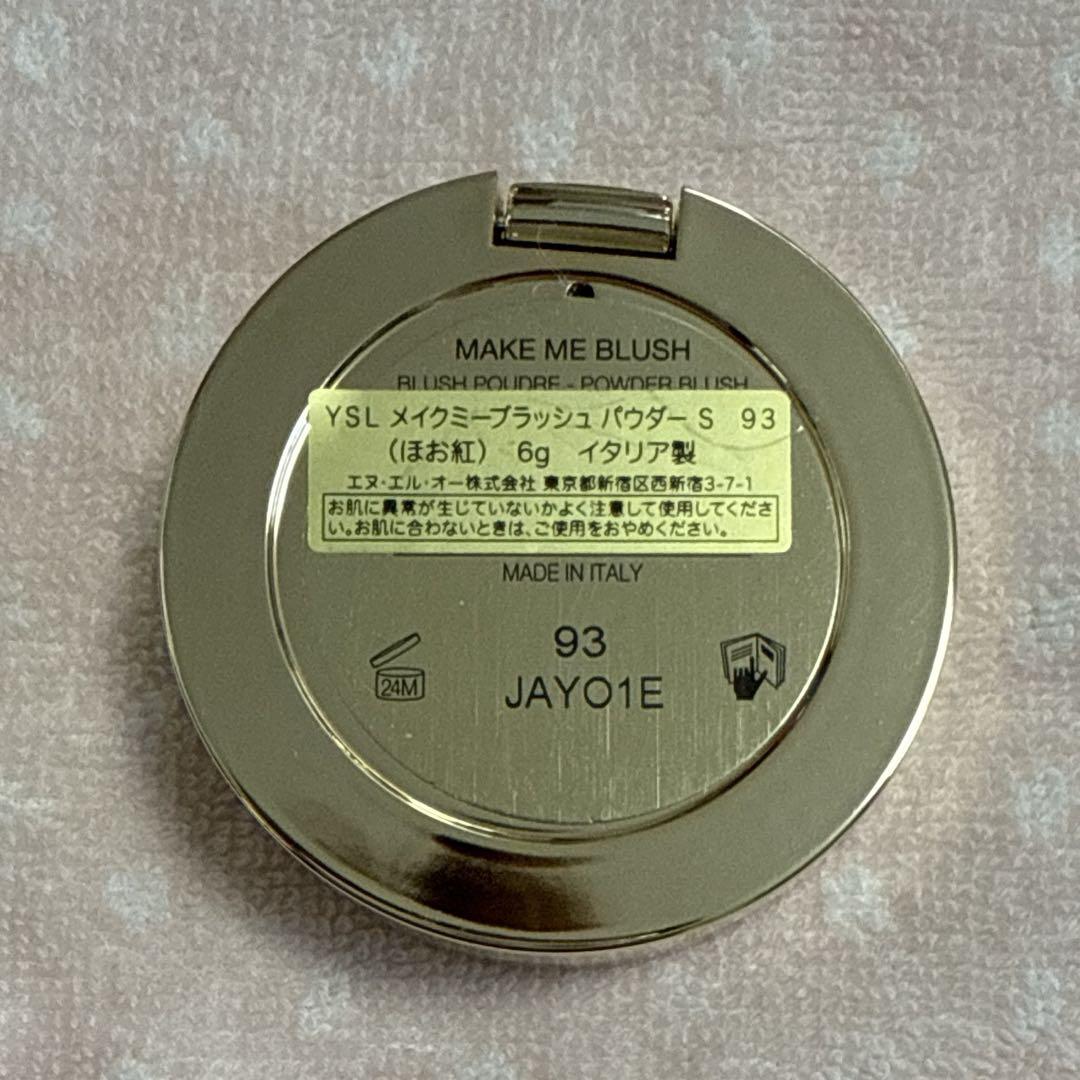 MAKE ME BLUSH
BLUSH POUDRE - POWDER BLUSH
YSL メイクミーブラッシュ パウダー S 93
(ほお紅) 6g イタリア製
エヌ・エル・オー株式会社 東京都新宿区西新宿3-7-1
お肌に異常が生じていないかよく注意して使用してくださ
い。お肌に合わないときは、ご使用をおやめください。
MADE IN ITALY
93
24M
JAYO1E